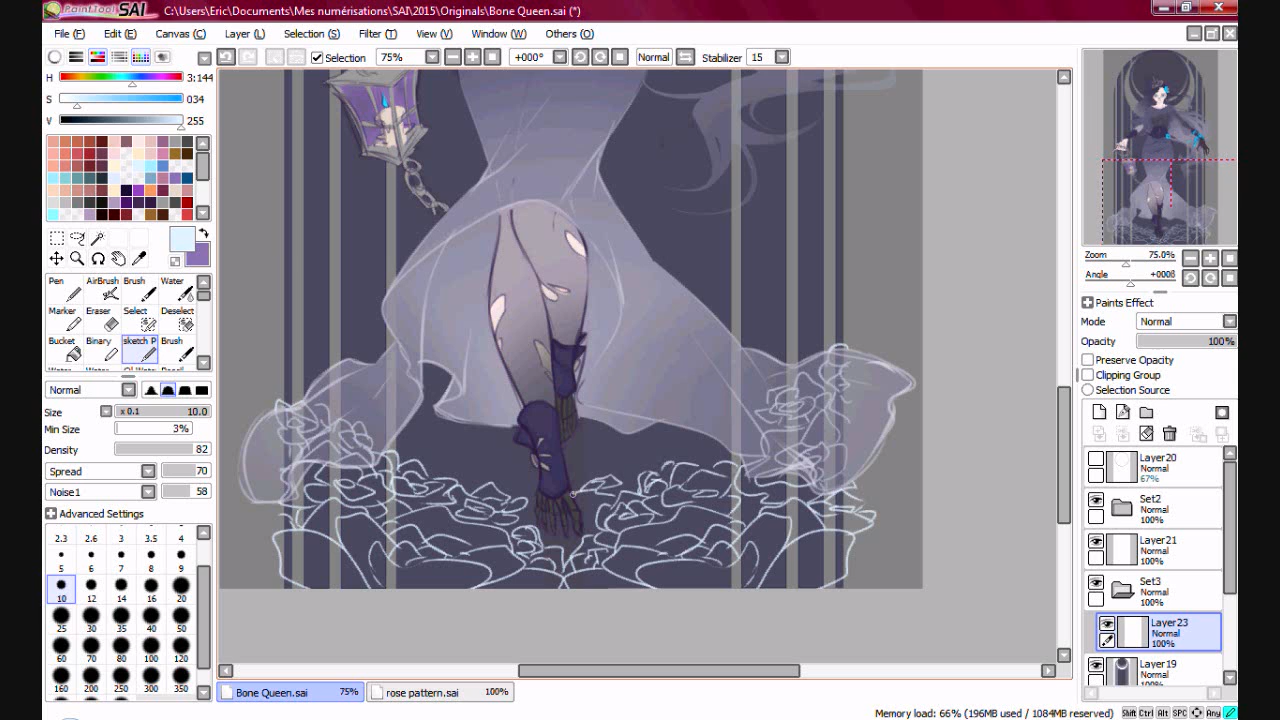 PaintTool SAI C:\Users\Eric\Documents\Mes numérisations\SAI\2015\Originals\Bone Queen.sai (*)
File (F) Edit (E) Canvas (C) Layer (L) Selection (S) Filter (T) View (V) Window (W) Others (O)
Selection 75% +000° Normal Stabilizer 15
H 3:144
S 034
V 255
Pen AirBrush Brush Water
Marker Eraser Select Deselect
Bucket Binary sketch P Brush
Normal
Size x 0.1 10.0
Min Size 3%
Density 82
Spread 70
Noise1 58
Advanced Settings
2.3 2.6 3 3.5 4
5 6 7 8 9
10 12 14 16 20
25 30 35 40 50
60 70 80 100 120
160 200 250 300 350
Zoom 75.0%
Angle
Paints Effect
Mode Normal
Opacity 100%
Preserve Opacity
Clipping Group
Selection Source
Layer20
Normal
67%
Set2
Normal
100%
Layer21
Normal
100%
Set3
Normal
100%
Layer23
Normal
100%
Layer19
Normal
Bone Queen.sai 75% rose pattern.sai 100%
Memory load: 66% (196MB used / 1084MB reserved) Shift Ctrl Alt SPC Any